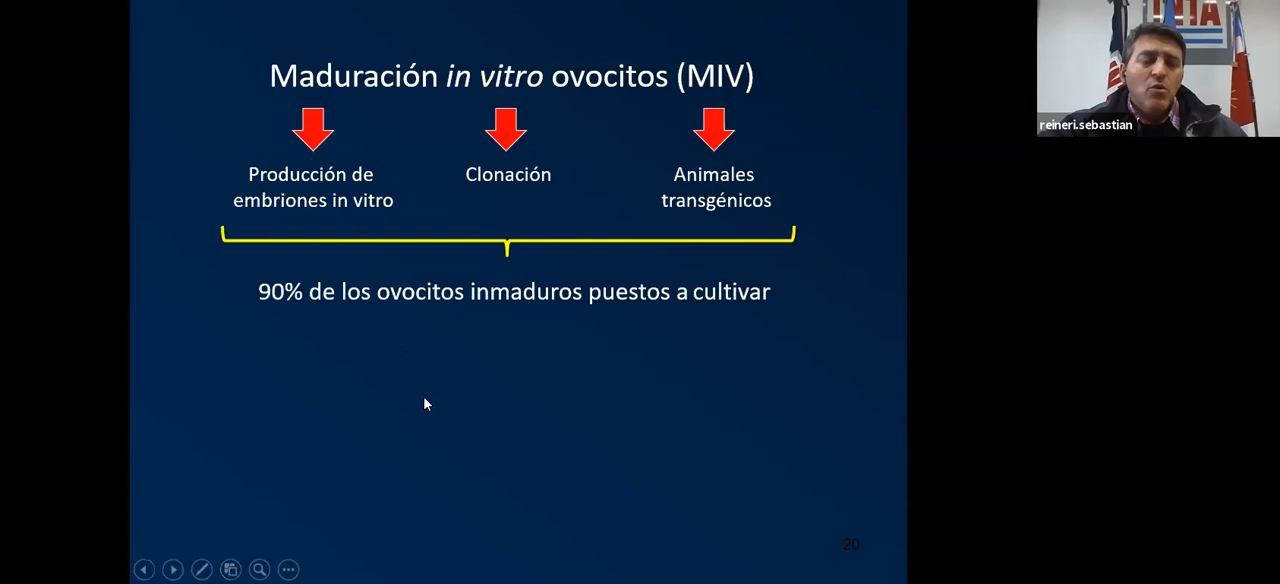 Maduración in vitro ovocitos (MIV)
Producción de
embriones in vitro
Clonación
Animales
transgénicos
90% de los ovocitos inmaduros puestos a cultivar
20
INTA
reineri.sebastian